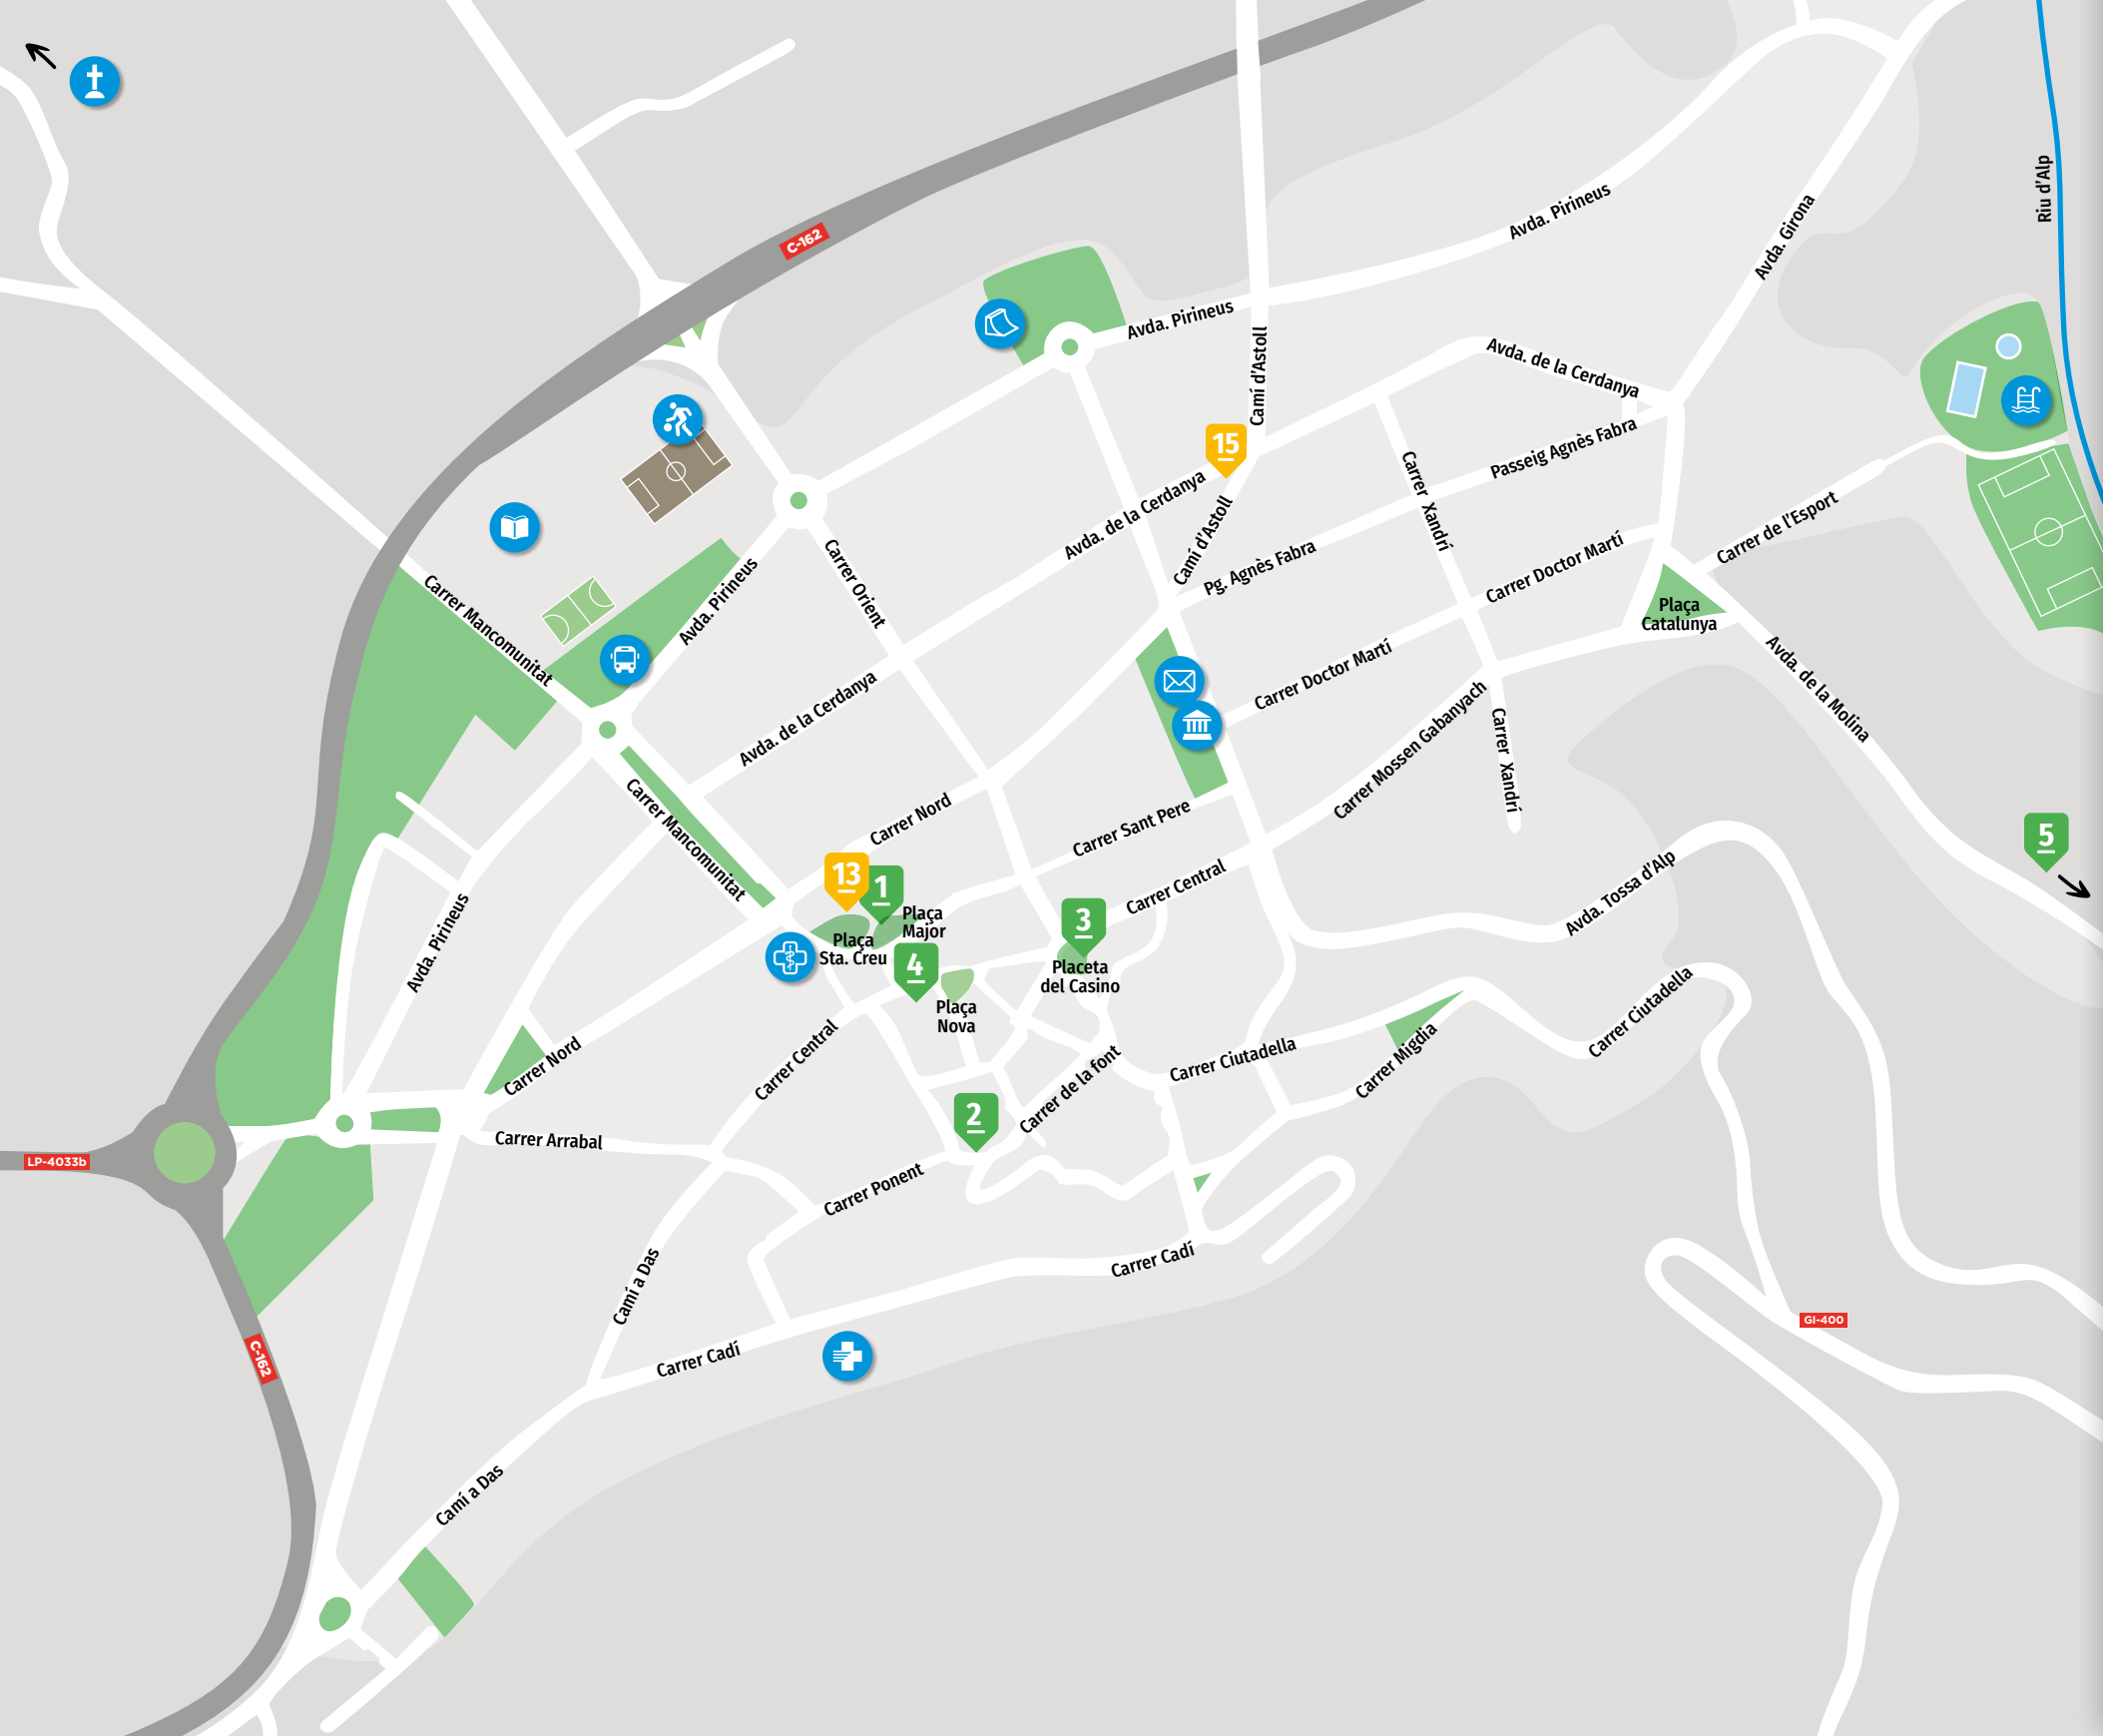 C-162
Riu d'Alp
Avda. Pirineus
Avda. Girona
Avda. Pirineus
Camí d'Astoll
Avda. de la Cerdanya
15
Passeig Agnès Fabra
Carrer Xandrí
Avda. de la Cerdanya
Camí d'Astoll
Pg. Agnès Fabra
Carrer de l'Esport
Carrer Doctor Martí
Carrer Orient
Avda. Pirineus
Carrer Mancomunitat
Plaça
Catalunya
Carrer Doctor Martí
Avda. de la Cerdanya
Avda. de la Molina
Carrer Mossen Gabanyach
Carrer Xandrí
Carrer Mancomunitat
Carrer Nord
Carrer Sant Pere
5
13
1
Plaça
Major
Carrer Central
3
Avda. Tossa d'Alp
Avda. Pirineus
Plaça
Sta. Creu
4
Placeta
del Casino
Plaça
Nova
Carrer Ciutadella
Carrer Nord
Carrer Central
Carrer de la font
Carrer Ciutadella
Carrer Migdia
2
Carrer Arrabal
LP-4033b
Carrer Ponent
Carrer Cadí
Camí a Das
GI-400
C-162
Carrer Cadí
Camí a Das